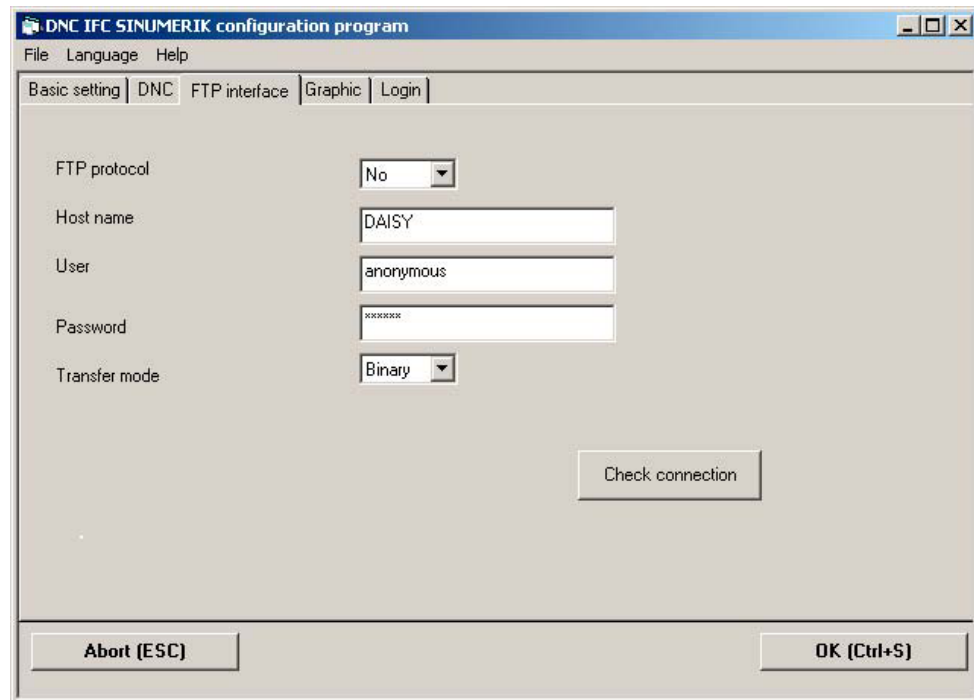 DNC IFC SINUMERIK configuration program
File Language Help
Basic setting DNC FTP interface Graphic Login
FTP protocol No
Host name DAISY
User anonymous
Password xxxxxx
Transfer mode Binary
Check connection
Abort (ESC) OK (Ctrl+S)